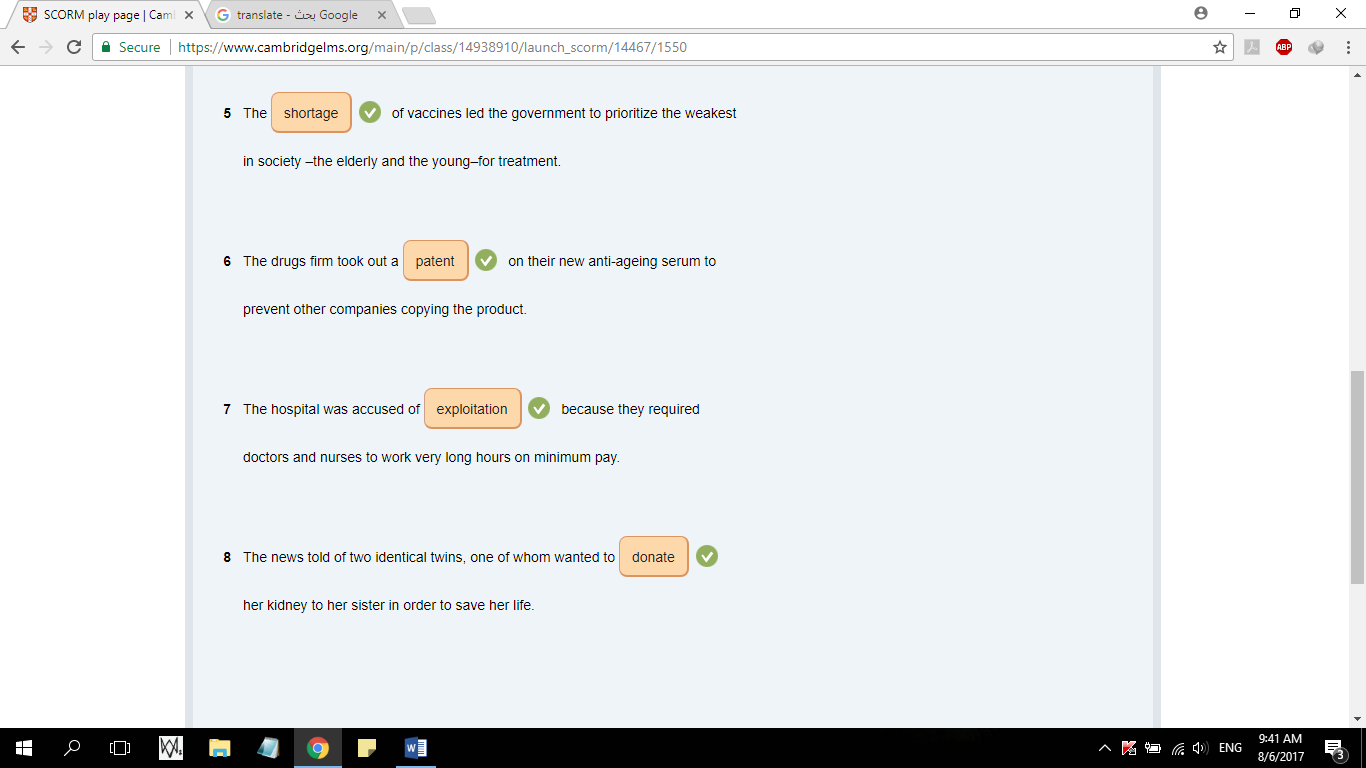 SCORM play page | Cam
translate - بحث Google
Secure | https://www.cambridgelms.org/main/p/class/14938910/launch_scorm/14467/1550
ABP
5 The shortage of vaccines led the government to prioritize the weakest
in society –the elderly and the young–for treatment.
6 The drugs firm took out a patent on their new anti-ageing serum to
prevent other companies copying the product.
7 The hospital was accused of exploitation because they required
doctors and nurses to work very long hours on minimum pay.
8 The news told of two identical twins, one of whom wanted to donate
her kidney to her sister in order to save her life.
ENG
9:41 AM
8/6/2017
3